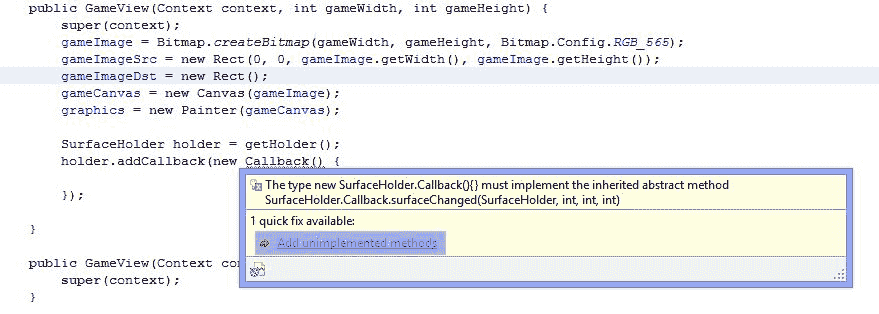 public GameView(Context context, int gameWidth, int gameHeight) {
super(context);
gameImage = Bitmap.createBitmap(gameWidth, gameHeight, Bitmap.Config.RGB_565);
gameImageSrc = new Rect(0, 0, gameImage.getWidth(), gameImage.getHeight());
gameImageDst = new Rect();
gameCanvas = new Canvas(gameImage);
graphics = new Painter(gameCanvas);
SurfaceHolder holder = getHolder();
holder.addCallback(new Callback() {
The type new SurfaceHolder.Callback(){} must implement the inherited abstract method
SurfaceHolder.Callback.surfaceChanged(SurfaceHolder, int, int, int)
1 quick fix available:
Add unimplemented methods
});
}
public GameView(Context
super(context);
}